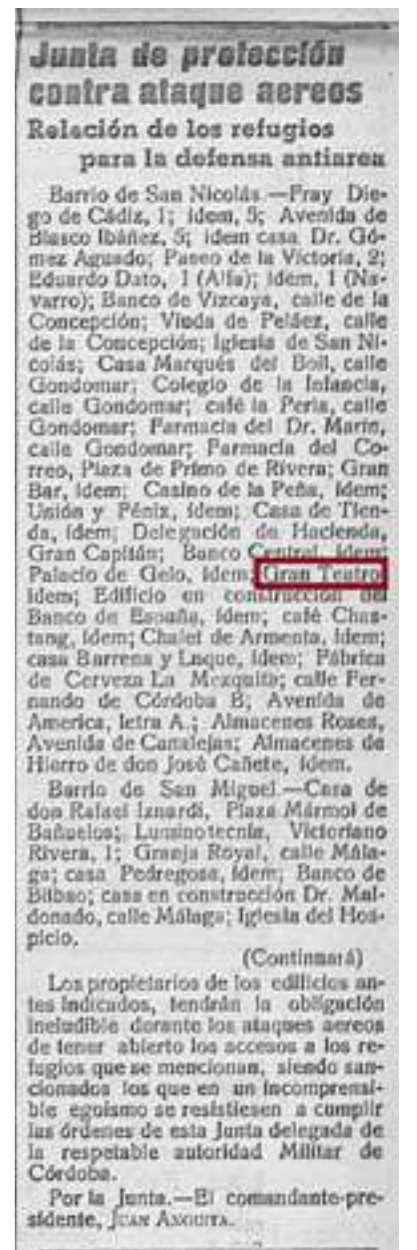 Junta de protección
contra ataque aereos
Relación de los refugios
para la defensa antiarea
Barrio de San Nicolás.—Fray Die-
go de Cádiz, 1; idem, 5; Avenida de
Blasco Ibáñez, 5; idem casa Dr. Gó-
mez Aguado; Paseo de la Victoria, 2;
Eduardo Dato, 1 (Alfa); idem, 1 (Na-
varro); Banco de Vizcaya, calle de la
Concepción; Viuda de Peláez, calle
de la Concepción; Iglesia de San Ni-
colás; Casa Marqués del Boil, calle
Gondomar; Colegio de la Infancia,
calle Gondomar; café la Perla, calle
Gondomar; Farmacia del Dr. Marín,
calle Gondomar; Farmacia del Co-
rreo, Plaza de Primo de Rivera; Gran
Bar, idem; Casino de la Peña, idem;
Unión y Fénix, idem; Casa de Tien-
da, idem; Delegación de Hacienda,
Gran Capitán; Banco Central, idem;
Palacio de Gelo, idem; Gran Teatro
idem; Edificio en construcción del
Banco de España, idem; café Chas-
tang, idem; Chalet de Armenta, idem;
casa Barrena y Luque, idem; Fábrica
de Cerveza La Mezquita; calle Fer-
nando de Córdoba B; Avenida de
America, letra A.; Almacenes Roses,
Avenida de Canalejas; Almacenes de
Hierro de don José Cañete, idem.
Barrio de San Miguel.—Casa de
don Rafael Iznardi, Plaza Mármol de
Bañuelos; Luminotecnia, Victoriano
Rivera, 1; Granja Royal, calle Mála-
ga; casa Pedregosa, idem; Banco de
Bilbao; casa en construcción Dr. Mal-
donado, calle Málaga; Iglesia del Hos-
picio.
(Continuará)
Los propietarios de los edificios an-
tes indicados, tendrán la obligación
ineludible durante los ataques aereos
de tener abierto los accesos a los re-
fugios que se mencionan, siendo san-
cionados los que en un incomprensi-
ble egoismo se resistiesen a cumplir
las órdenes de esta Junta delegada de
la respetable autoridad Militar de
Córdoba.
Por la Junta.—El comandante-pre-
sidente, JUAN ANGUITA.